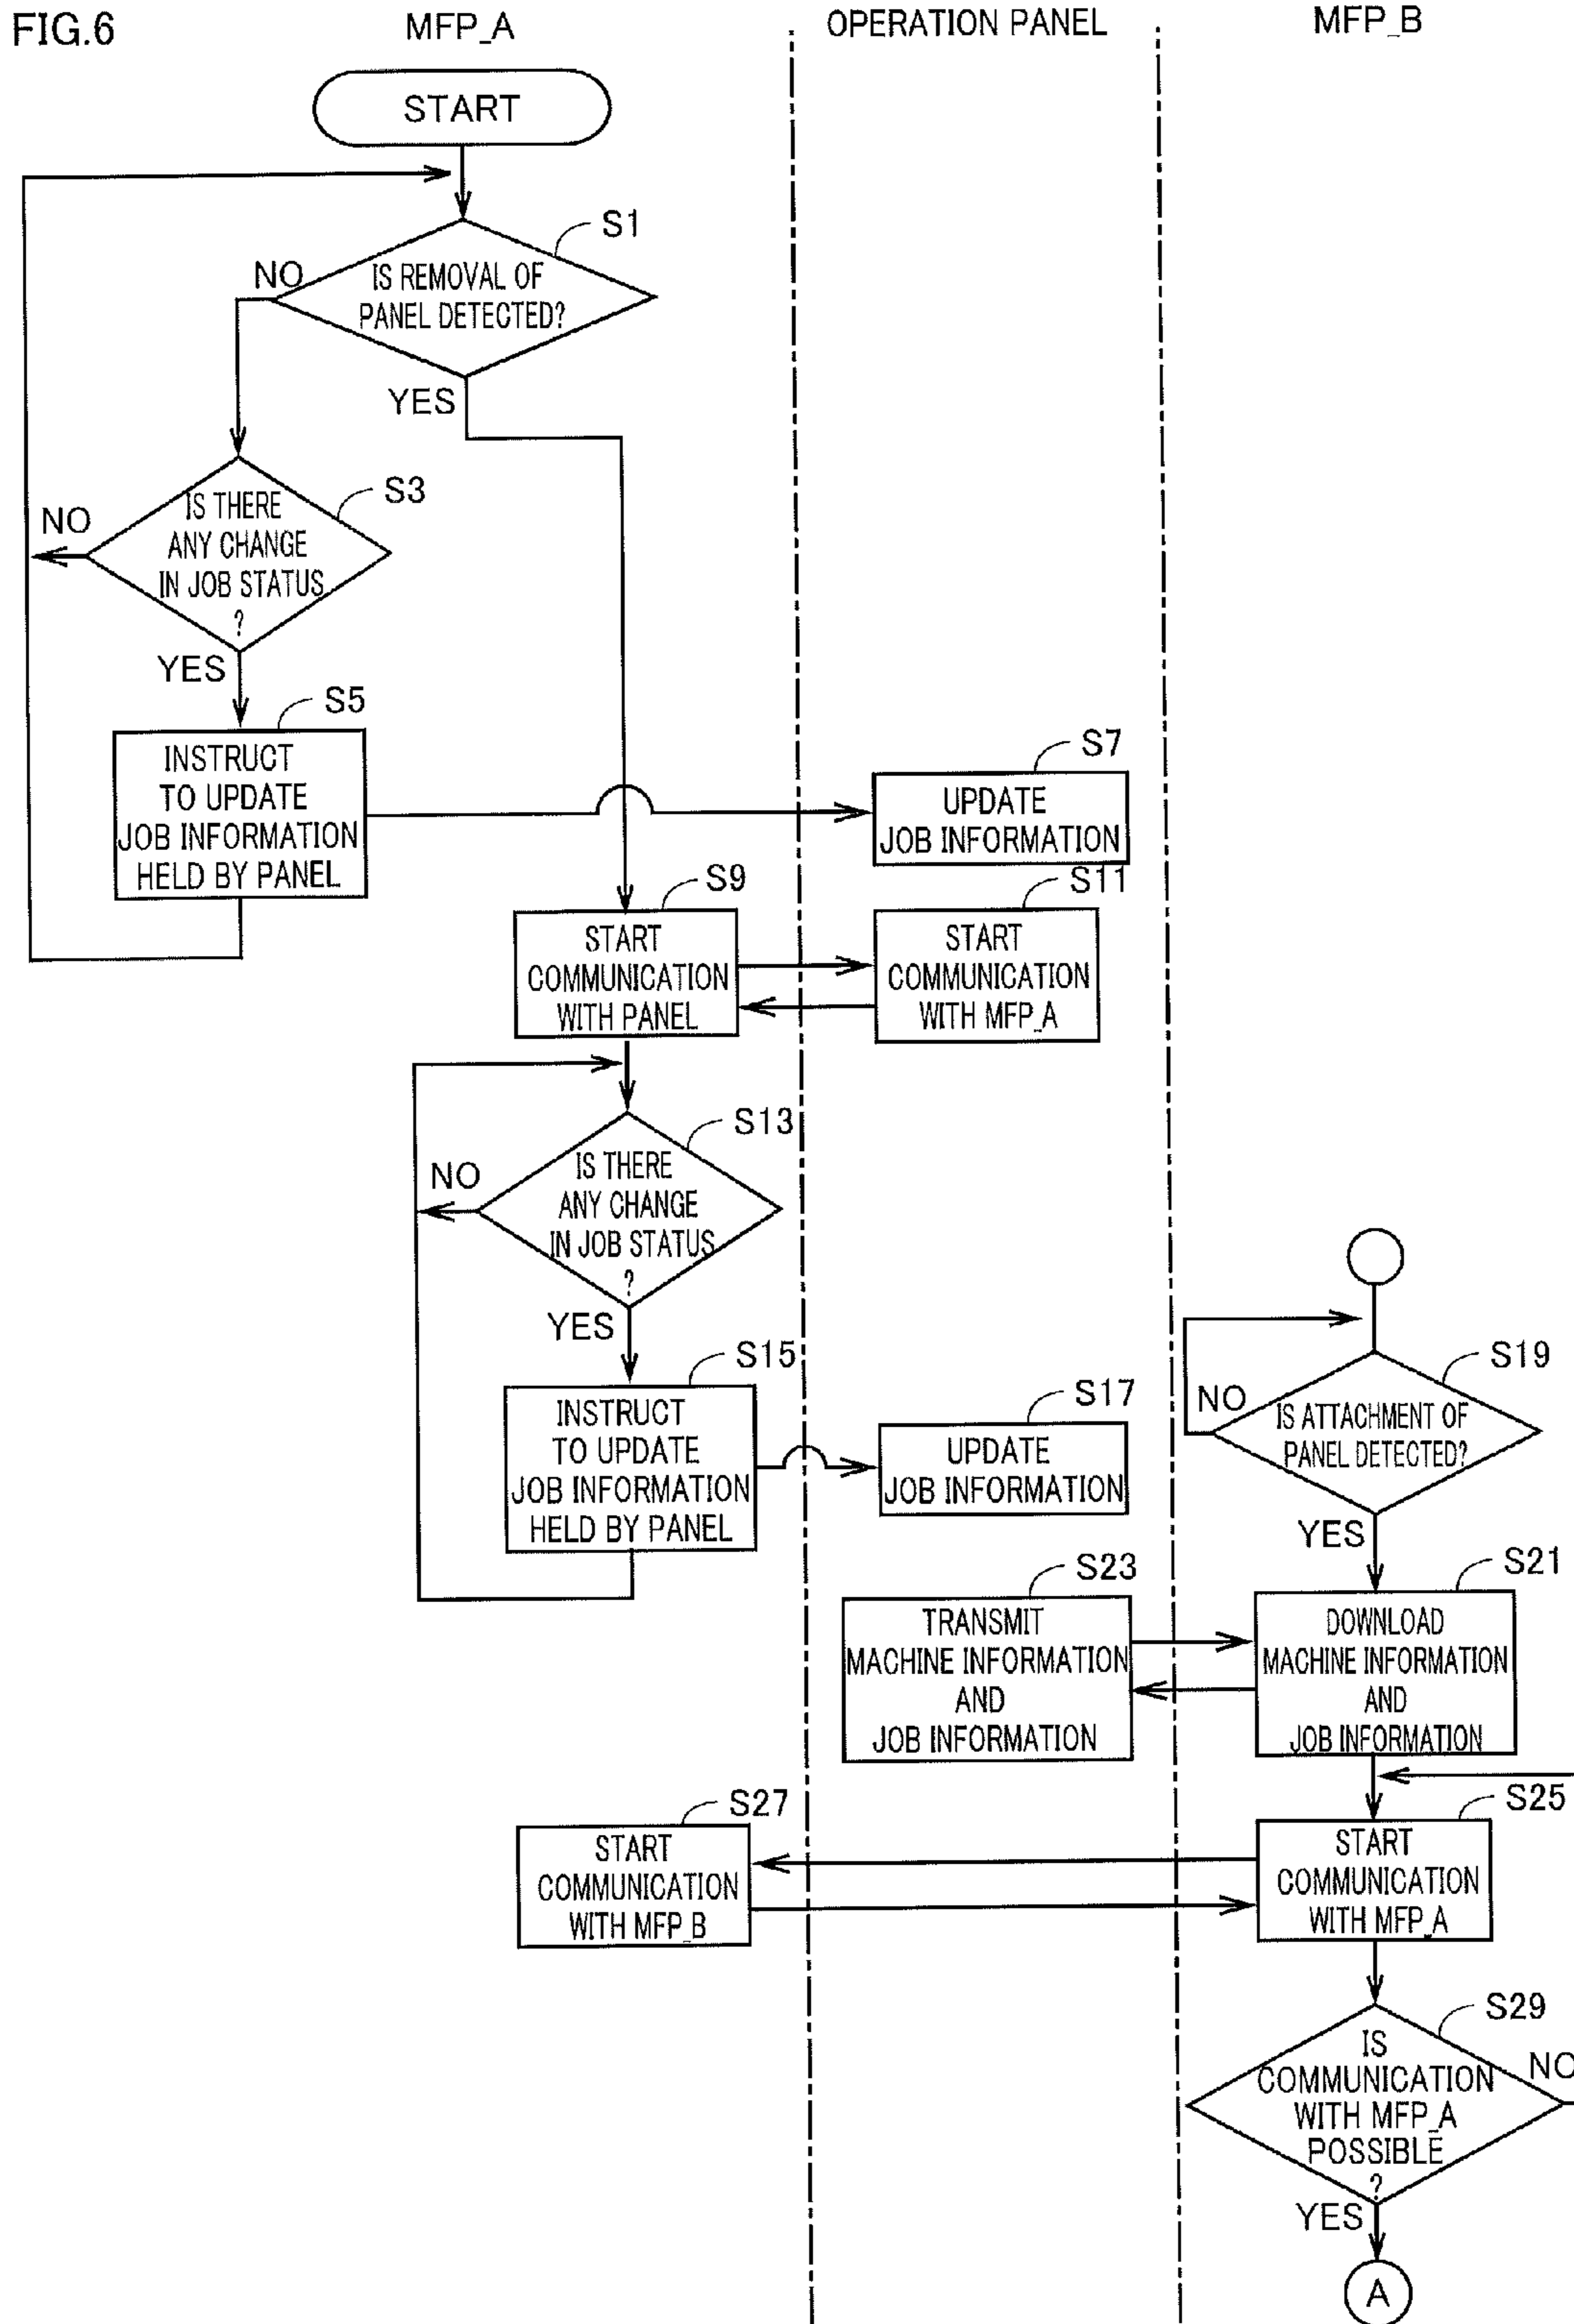 FIG.6
MFP_A
OPERATION PANEL
MFP_B
START
S1
NO
IS REMOVAL OF
PANEL DETECTED?
YES
S3
NO
IS THERE
ANY CHANGE
IN JOB STATUS
?
YES
S5
INSTRUCT
TO UPDATE
JOB INFORMATION
HELD BY PANEL
S7
UPDATE
JOB INFORMATION
S9
START
COMMUNICATION
WITH PANEL
S11
START
COMMUNICATION
WITH MFP_A
S13
NO
IS THERE
ANY CHANGE
IN JOB STATUS
?
YES
S15
INSTRUCT
TO UPDATE
JOB INFORMATION
HELD BY PANEL
S17
UPDATE
JOB INFORMATION
S19
NO
IS ATTACHMENT OF
PANEL DETECTED?
YES
S21
DOWNLOAD
MACHINE INFORMATION
AND
JOB INFORMATION
S23
TRANSMIT
MACHINE INFORMATION
AND
JOB INFORMATION
S25
START
COMMUNICATION
WITH MFP_A
S27
START
COMMUNICATION
WITH MFP_B
S29
IS
COMMUNICATION
WITH MFP_A
POSSIBLE
?
NO
YES
A